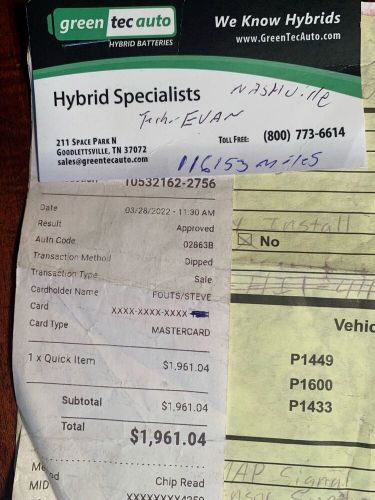 green tec auto
HYBRID BATTERIES
We Know Hybrids
www.GreenTecAuto.com
Hybrid Specialists
NASHVille
Tech. EVAN
211 SPACE PARK N
GOODLETTSVILLE, TN 37072
sales@greentecauto.com
TOLL FREE: (800) 773-6614
116153 miles
10532162-2756
Date 03/28/2022 - 11:30 AM
Result Approved
Auth Code 02863B
Transaction Method Dipped
Transaction Type Sale
Cardholder Name FOUTS/STEVE
Card XXXX-XXXX-XXXX
Card Type MASTERCARD
1 x Quick Item $1,961.04
Subtotal $1,961.04
Total $1,961.04
Chip Read
MID
Install
No
Vehic
P1449
P1600
P1433
MAP Signal